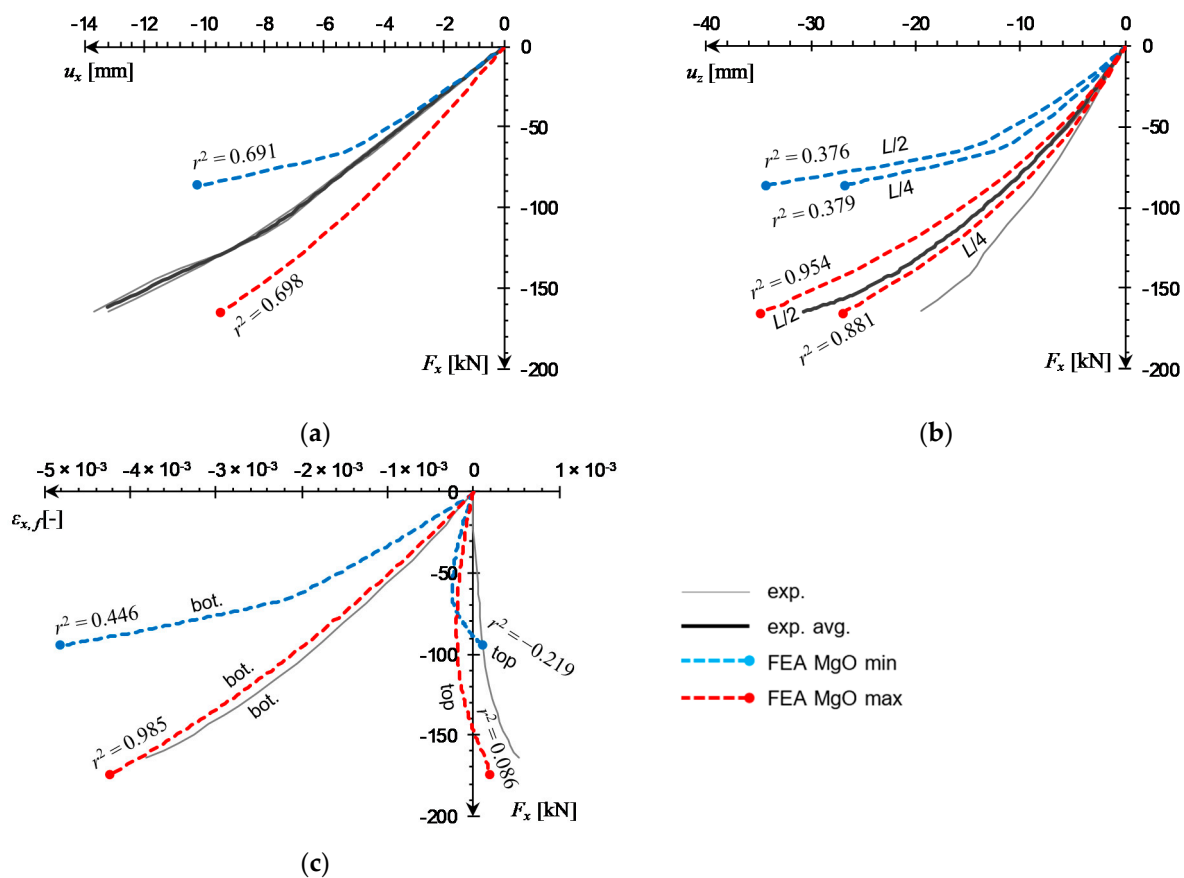 -14 -12 -10 -8 -6 -4 -2 0
u_x [mm]
0
-50
-100
-150
-200
r² = 0.691
r² = 0.698
F_x [kN]
(a)
-40 -30 -20 -10 0
u_z [mm]
0
-50
-100
-150
-200
r² = 0.376
L/2
r² = 0.379
L/4
r² = 0.954
L/4
L/2
r² = 0.881
F_x [kN]
(b)
-5 × 10⁻³ -4 × 10⁻³ -3 × 10⁻³ -2 × 10⁻³ -1 × 10⁻³ 0 1 × 10⁻³
ε_x,f[-]
0
-50
-100
-150
-200
r² = 0.446
bot.
r² = −0.219
top
bot.
bot.
top
r² = 0.985
r² = 0.086
F_x [kN]
(c)
exp.
exp. avg.
FEA MgO min
FEA MgO max